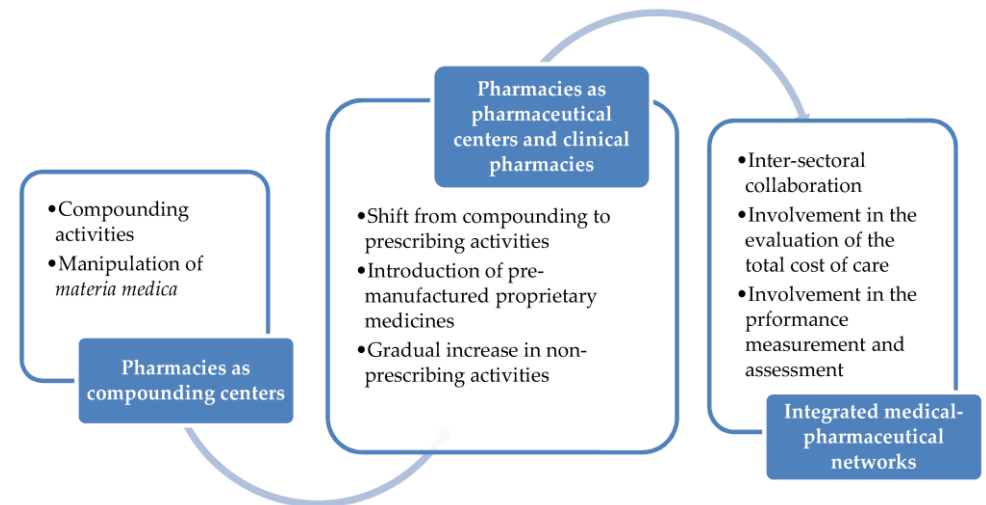 •Compounding
activities
•Manipulation of
materia medica
Pharmacies as
compounding centers
Pharmacies as
pharmaceutical
centers and clinical
pharmacies
•Shift from compounding to
prescribing activities
•Introduction of pre-
manufactured proprietary
medicines
•Gradual increase in non-
prescribing activities
•Inter-sectoral
collaboration
•Involvement in the
evaluation of the
total cost of care
•Involvement in the
prformance
measurement and
assessment
Integrated medical-
pharmaceutical
networks